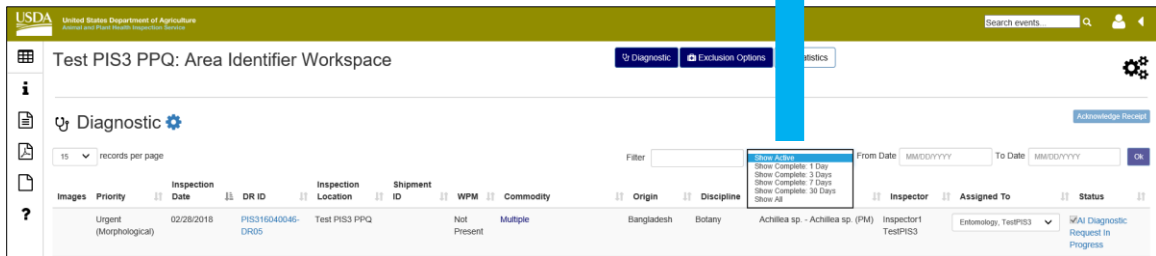 USDA United States Department of Agriculture
Animal and Plant Health Inspection Service
Search events...
Test PIS3 PPQ: Area Identifier Workspace
Diagnostic
Exclusion Options
atistics
Diagnostic
Acknowledge Receipt
15 records per page
Filter
Show Active
Show Complete: 1 Day
Show Complete: 3 Days
Show Complete: 7 Days
Show Complete: 30 Days
Show All
From Date MM/DD/YYYY
To Date MM/DD/YYYY
Ok
Images Priority Inspection Date DR ID Inspection Location Shipment ID WPM Commodity Origin Discipline Inspector Assigned To Status
Urgent (Morphological) 02/28/2018 PIS316040046-DR05 Test PIS3 PPQ Not Present Multiple Bangladesh Botany Achillea sp. - Achillea sp. (PM) Inspector1 TestPIS3 Entomology, TestPIS3 AI Diagnostic Request In Progress